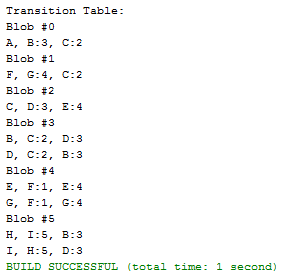 Transition Table:
Blob #0
A, B:3, C:2
Blob #1
F, G:4, C:2
Blob #2
C, D:3, E:4
Blob #3
B, C:2, D:3
D, C:2, B:3
Blob #4
E, F:1, E:4
G, F:1, G:4
Blob #5
H, I:5, B:3
I, H:5, D:3
BUILD SUCCESSFUL (total time: 1 second)